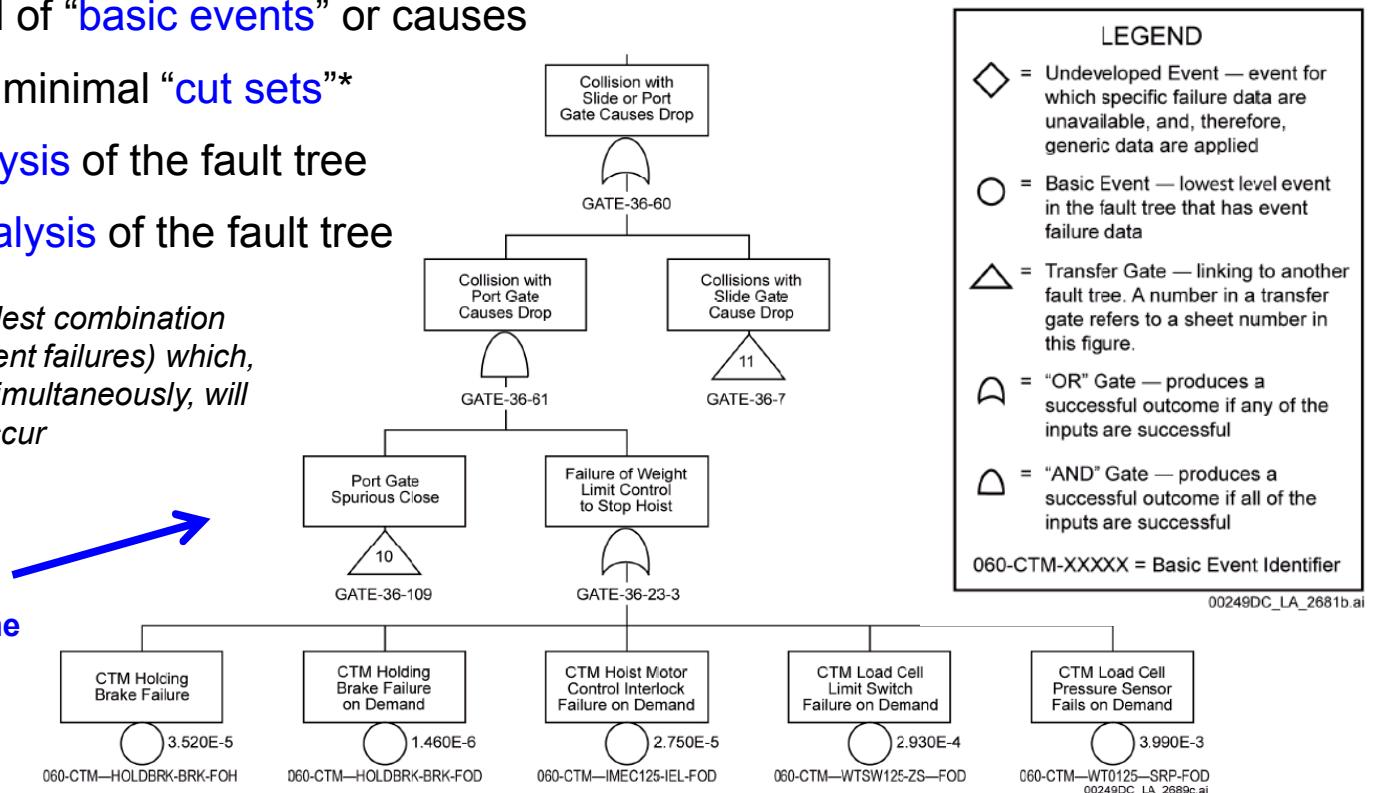 l of “basic events” or causes
minimal “cut sets”*
ysis of the fault tree
alysis of the fault tree
lest combination
ent failures) which,
simultaneously, will
ccur
ne
Collision with
Slide or Port
Gate Causes Drop
GATE-36-60
Collision with
Port Gate
Causes Drop
GATE-36-61
Collisions with
Slide Gate
Cause Drop
11
GATE-36-7
Port Gate
Spurious Close
10
GATE-36-109
Failure of Weight
Limit Control
to Stop Hoist
GATE-36-23-3
CTM Holding
Brake Failure
3.520E-5
060-CTM—HOLDBRK-BRK-FOH
CTM Holding
Brake Failure
on Demand
1.460E-6
060-CTM—HOLDBRK-BRK-FOD
CTM Hoist Motor
Control Interlock
Failure on Demand
2.750E-5
060-CTM—IMEC125-IEL-FOD
CTM Load Cell
Limit Switch
Failure on Demand
2.930E-4
060-CTM—WTSW125-ZS—FOD
CTM Load Cell
Pressure Sensor
Fails on Demand
3.990E-3
060-CTM—WT0125—SRP-FOD
00249DC_LA_2689c.ai
LEGEND
= Undeveloped Event — event for
which specific failure data are
unavailable, and, therefore,
generic data are applied
= Basic Event — lowest level event
in the fault tree that has event
failure data
= Transfer Gate — linking to another
fault tree. A number in a transfer
gate refers to a sheet number in
this figure.
= “OR” Gate — produces a
successful outcome if any of the
inputs are successful
= “AND” Gate — produces a
successful outcome if all of the
inputs are successful
060-CTM-XXXXX = Basic Event Identifier
00249DC_LA_2681b.ai